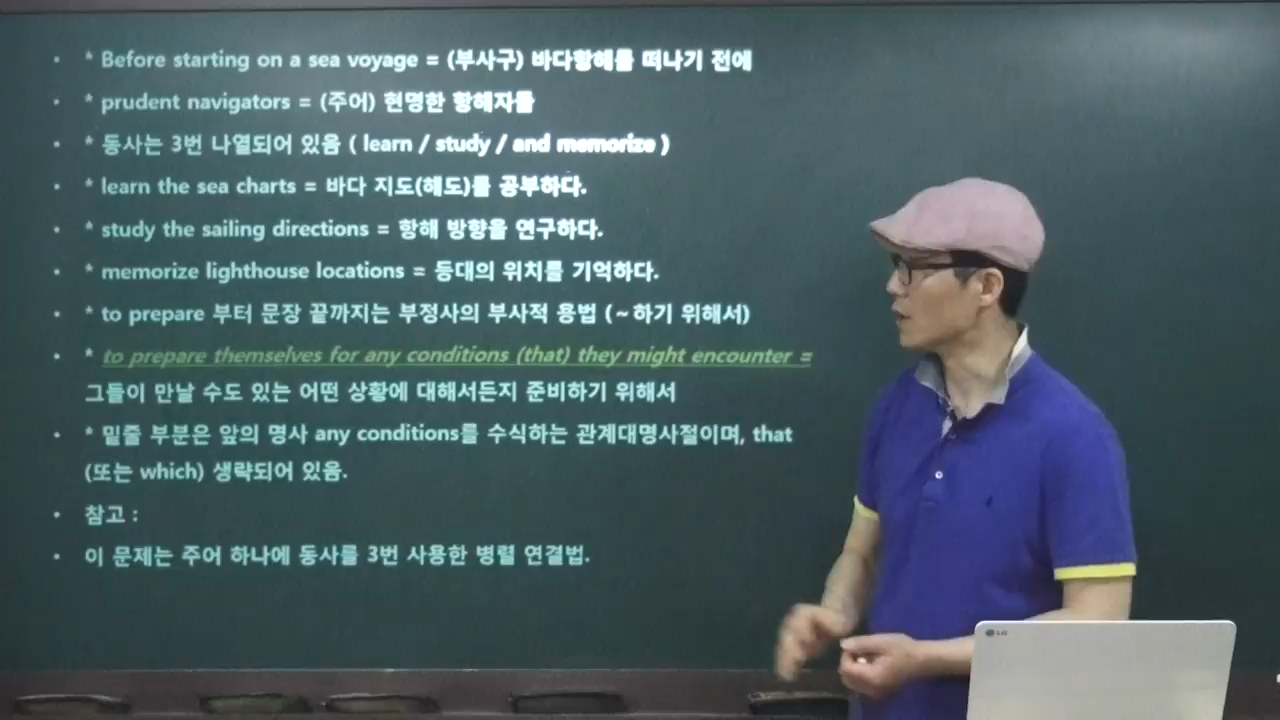 • * Before starting on a sea voyage = (부사구) 바다항해를 떠나기 전에
• * prudent navigators = (주어) 현명한 항해자들
• * 동사는 3번 나열되어 있음 ( learn / study / and memorize )
• * learn the sea charts = 바다 지도(해도)를 공부하다.
• * study the sailing directions = 항해 방향을 연구하다.
• * memorize lighthouse locations = 등대의 위치를 기억하다.
• * to prepare 부터 문장 끝까지는 부정사의 부사적 용법 (~하기 위해서)
• * to prepare themselves for any conditions (that) they might encounter =
그들이 만날 수도 있는 어떤 상황에 대해서든지 준비하기 위해서
• * 밑줄 부분은 앞의 명사 any conditions를 수식하는 관계대명사절이며, that
(또는 which) 생략되어 있음.
• 참고 :
• 이 문제는 주어 하나에 동사를 3번 사용한 병렬 연결법.
LG